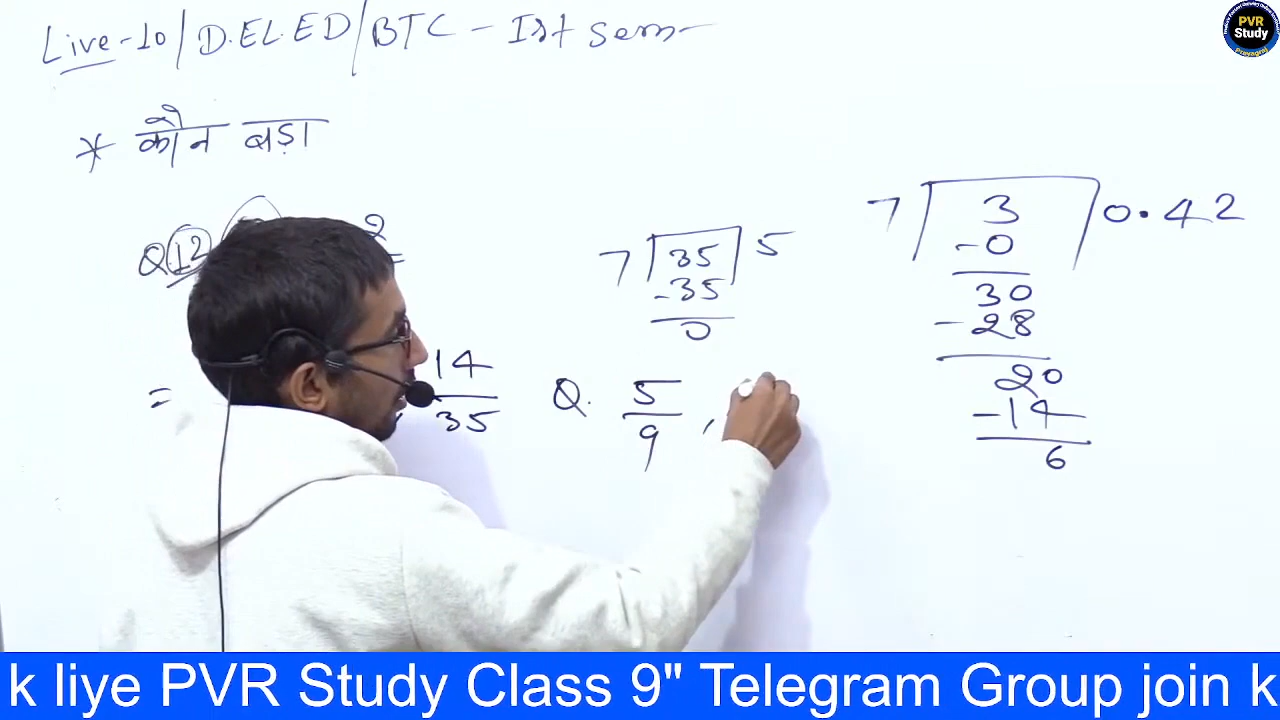 Live-10/D.EL.ED/BTC - Ist sem
* कौन बड़ा
Q 12
2
7 35 5
-35
0
7 3 0.42
-0
30
-28
20
-14
6
=
14
35
Q. 5
9 ,
PVR
Study
Prayagraj
k liye PVR Study Class 9" Telegram Group join k